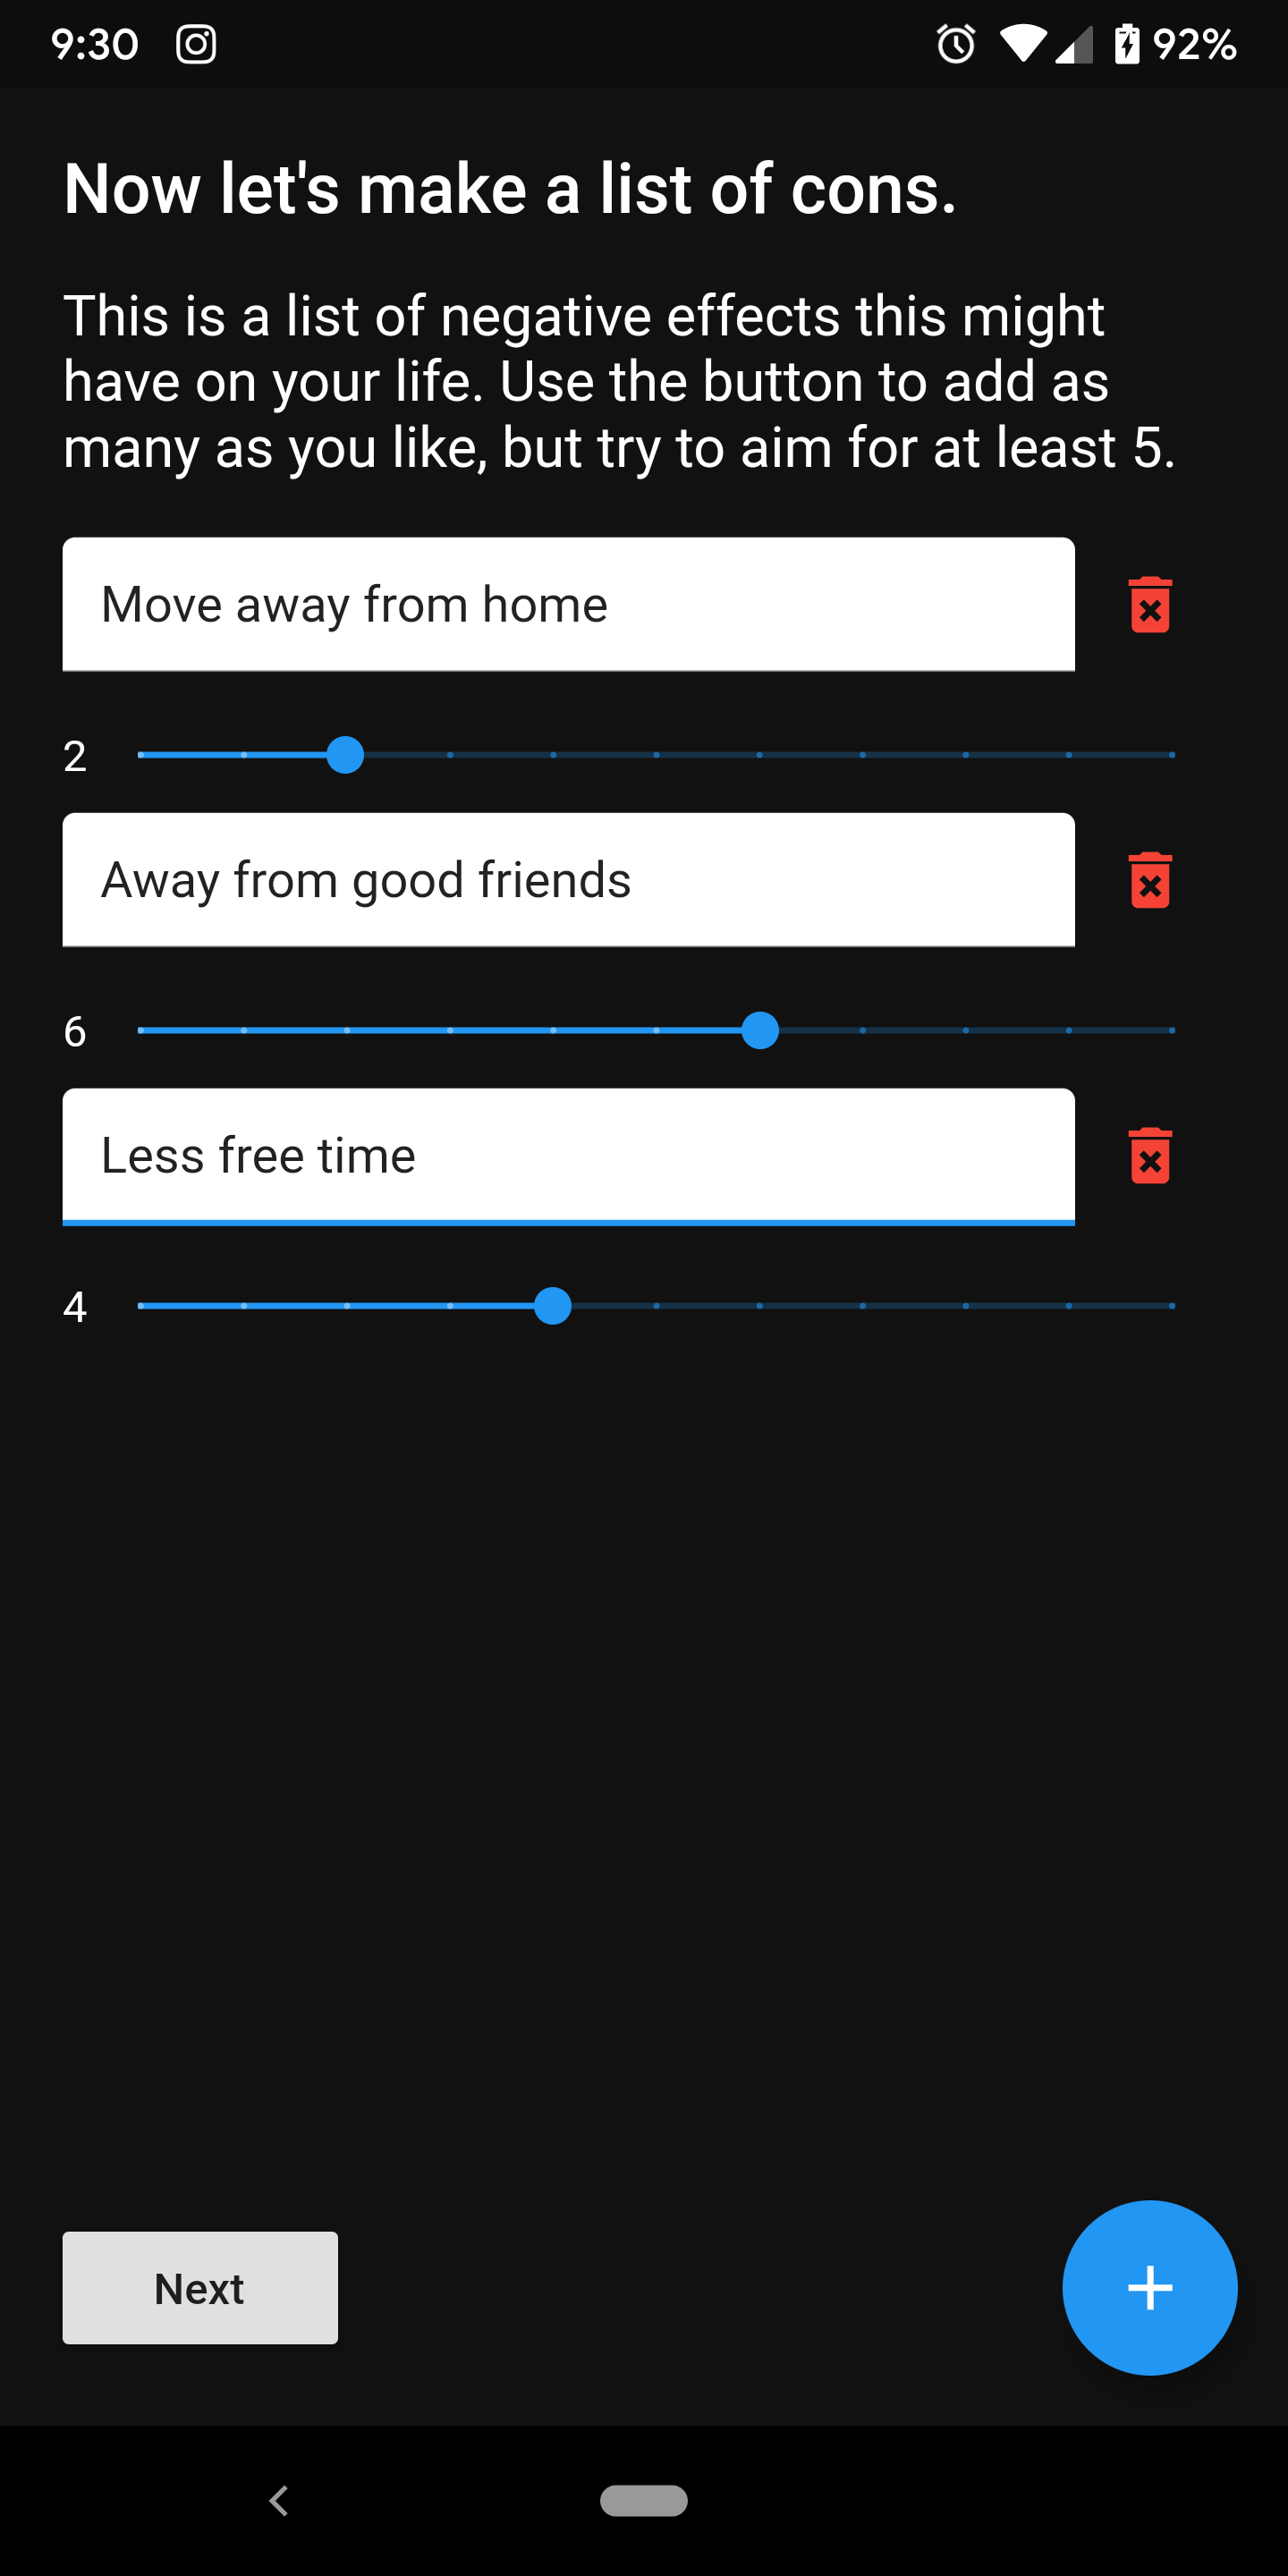 9:30 92%
Now let's make a list of cons.
This is a list of negative effects this might
have on your life. Use the button to add as
many as you like, but try to aim for at least 5.
Move away from home
2
Away from good friends
6
Less free time
4
Next